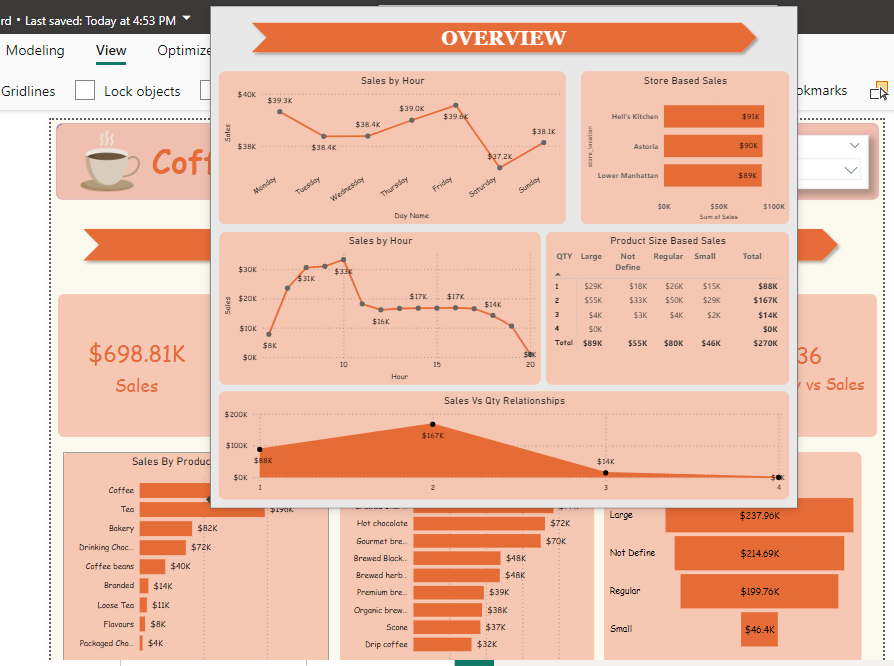 rd • Last saved: Today at 4:53 PM
Modeling
View
Optimize
Gridlines
Lock objects
okmarks
Coff
$698.81K
Sales
36
y vs Sales
OVERVIEW
Sales by Hour
$40K
$38K
Sales
$39.3K
$38.4K
$38.4K
$39.0K
$39.6K
$37.2K
$38.1K
Monday
Tuesday
Wednesday
Thursday
Friday
Saturday
Sunday
Day Name
Store Based Sales
store_location
Hell's Kitchen
$91K
Astoria
$90K
Lower Manhattan
$89K
$0K
$50K
$100K
Sum of Sales
Sales by Hour
$30K
$20K
$10K
$0K
Sales
$8K
$31K
$33K
$16K
$17K
$17K
$14K
10
15
20
Hour
Product Size Based Sales
QTY Large Not Define Regular Small Total
1 $29K $18K $26K $15K $88K
2 $55K $33K $50K $29K $167K
3 $4K $3K $4K $2K $14K
4 $0K $0K
Total $89K $55K $80K $46K $270K
Sales Vs Qty Relationships
$200K
$100K
$0K
$88K
$167K
$14K
1
2
3
4
Sales By Produc
Coffee
Tea
$196K
Bakery
$82K
Drinking Choc...
$72K
Coffee beans
$40K
Branded
$14K
Loose Tea
$11K
Flavours
$8K
Packaged Cho...
$4K
Hot chocolate
$72K
Gourmet bre...
$70K
Brewed Black...
$48K
Brewed herb...
$48K
Premium bre...
$39K
Organic brew...
$38K
Scone
$37K
Drip coffee
$32K
Large
$237.96K
Not Define
$214.69K
Regular
$199.76K
Small
$46.4K